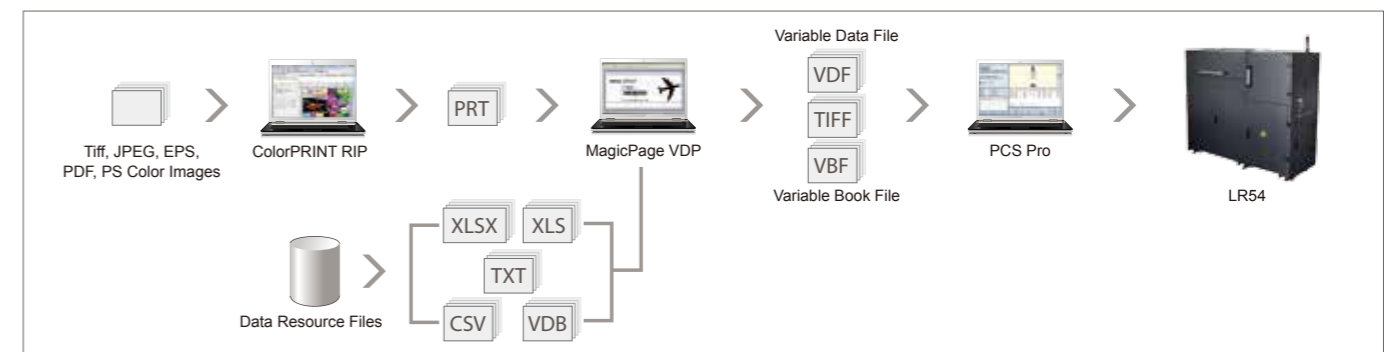 Variable Data File
VDF
TIFF
VBF
Variable Book File
PRT
Tiff, JPEG, EPS,
PDF, PS Color Images
ColorPRINT RIP
MagicPage VDP
PCS Pro
LR54
XLSX
XLS
TXT
CSV
VDB
Data Resource Files